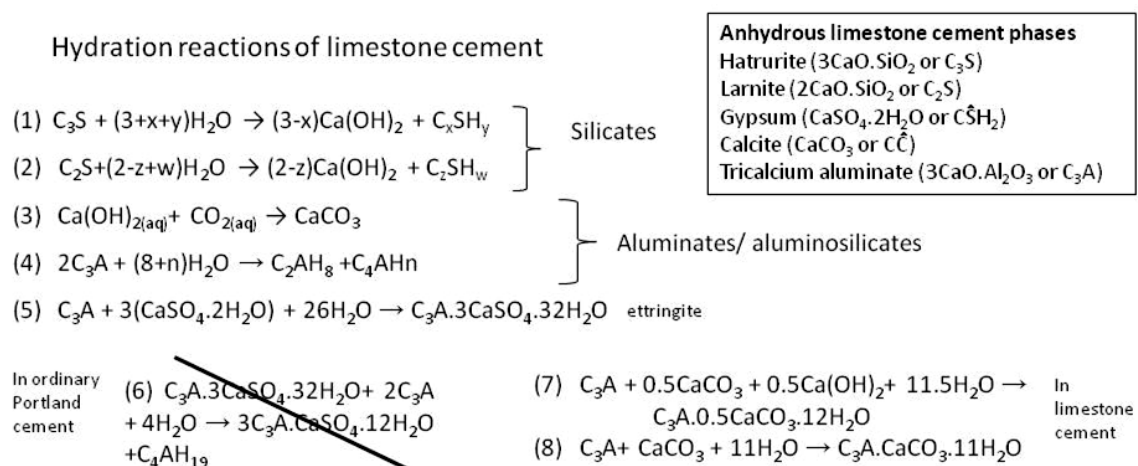 Hydration reactions of limestone cement
Anhydrous limestone cement phases
Hatrurite (3CaO.SiO₂ or C₃S)
Larnite (2CaO.SiO₂ or C₂S)
Gypsum (CaSO₄.2H₂O or CŜH₂)
Calcite (CaCO₃ or CĈ)
Tricalcium aluminate (3CaO.Al₂O₃ or C₃A)
(1) C₃S + (3+x+y)H₂O → (3-x)Ca(OH)₂ + CₓSHᵧ
(2) C₂S+(2-z+w)H₂O → (2-z)Ca(OH)₂ + C_zSH_w
Silicates
(3) Ca(OH)₂(aq)+ CO₂(aq) → CaCO₃
(4) 2C₃A + (8+n)H₂O → C₂AH₈ +C₄AHn
Aluminates/ aluminosilicates
(5) C₃A + 3(CaSO₄.2H₂O) + 26H₂O → C₃A.3CaSO₄.32H₂O ettringite
In ordinary
Portland
cement
(6) C₃A.3CaSO₄.32H₂O+ 2C₃A
+ 4H₂O → 3C₃A.CaSO₄.12H₂O
+C₄AH₁₉
(7) C₃A + 0.5CaCO₃ + 0.5Ca(OH)₂+ 11.5H₂O →
C₃A.0.5CaCO₃.12H₂O
(8) C₃A+ CaCO₃ + 11H₂O → C₃A.CaCO₃.11H₂O
In
limestone
cement